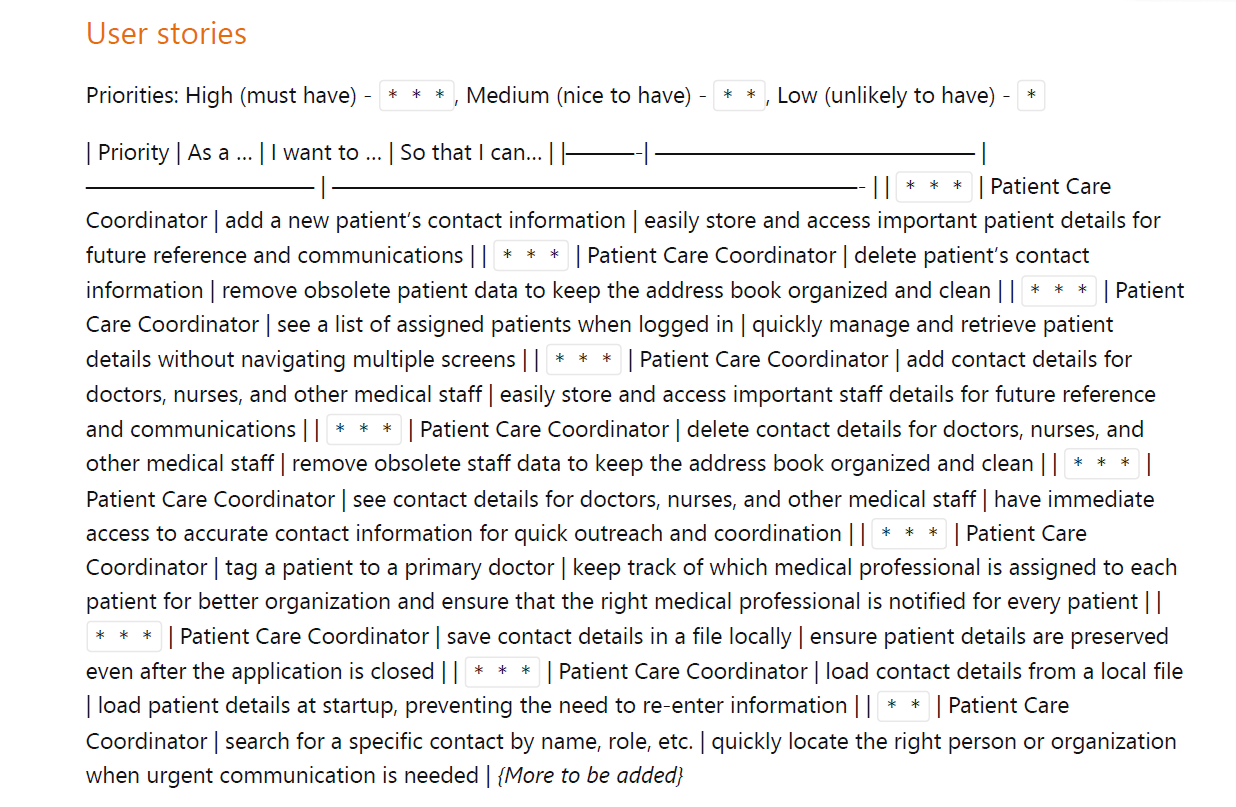 User stories
Priorities: High (must have) - * * *, Medium (nice to have) - * *, Low (unlikely to have) - *
| Priority | As a … | I want to … | So that I can… | |———-| —————————————— |
—————————— | ———————————————————————- | | * * * | Patient Care
Coordinator | add a new patient’s contact information | easily store and access important patient details for
future reference and communications | | * * * | Patient Care Coordinator | delete patient’s contact
information | remove obsolete patient data to keep the address book organized and clean | | * * * | Patient
Care Coordinator | see a list of assigned patients when logged in | quickly manage and retrieve patient
details without navigating multiple screens | | * * * | Patient Care Coordinator | add contact details for
doctors, nurses, and other medical staff | easily store and access important staff details for future reference
and communications | | * * * | Patient Care Coordinator | delete contact details for doctors, nurses, and
other medical staff | remove obsolete staff data to keep the address book organized and clean | | * * * |
Patient Care Coordinator | see contact details for doctors, nurses, and other medical staff | have immediate
access to accurate contact information for quick outreach and coordination | | * * * | Patient Care
Coordinator | tag a patient to a primary doctor | keep track of which medical professional is assigned to each
patient for better organization and ensure that the right medical professional is notified for every patient | |
* * * | Patient Care Coordinator | save contact details in a file locally | ensure patient details are preserved
even after the application is closed | | * * * | Patient Care Coordinator | load contact details from a local file
| load patient details at startup, preventing the need to re-enter information | | * * | Patient Care
Coordinator | search for a specific contact by name, role, etc. | quickly locate the right person or organization
when urgent communication is needed | {More to be added}